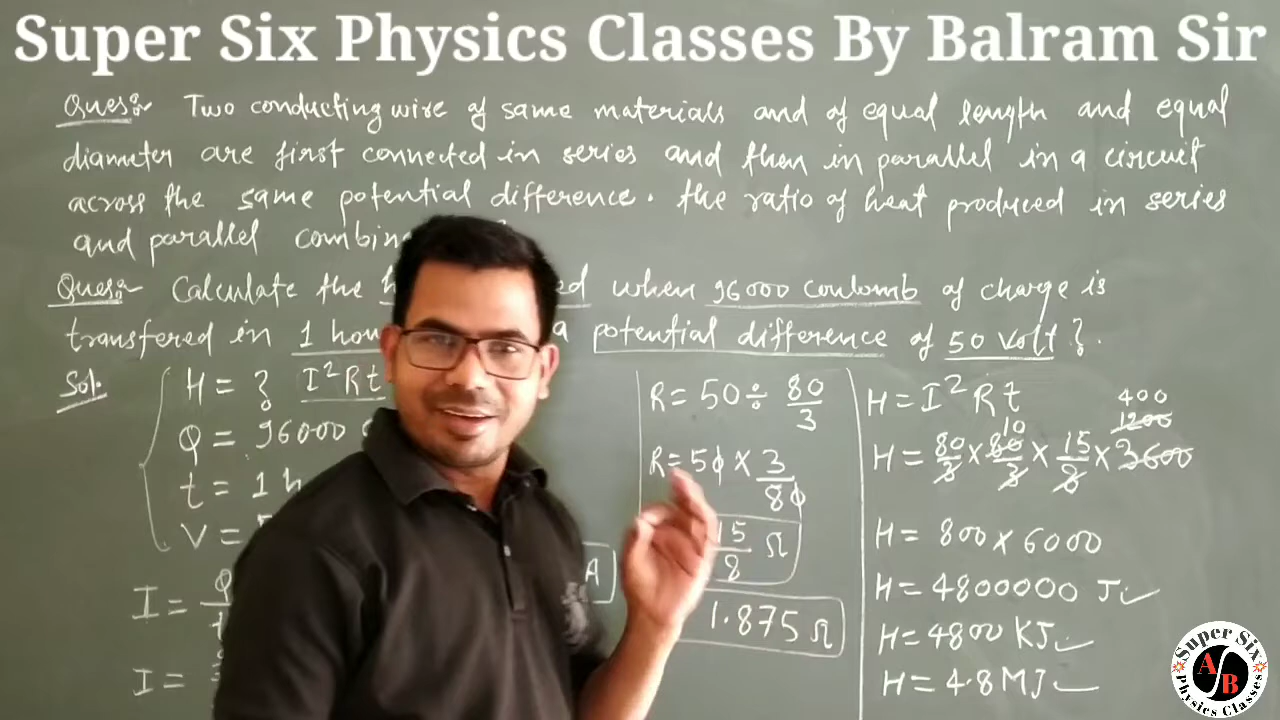 Super Six Physics Classes By Balram Sir
Ques:- Two conducting wire of same materials and of equal length and equal
diameter are first connected in series and then in parallel in a circuit
across the same potential difference. the ratio of heat produced in series
and parallel combin
Ques:- Calculate the h ed when 96000 coulomb of charge is
transferred in 1 hou a potential difference of 50 volt?.
Sol:
H = ? I²Rt
Q = 96000 c
t = 1 h
V =
I = Q
I =
A
R = 50 ÷ 80/3
R = 50 × 3/80
15/8 Ω
1.875 Ω
H = I² R t
H = 80/3 × 80/3 × 15/8 × 3600
10
1200
400
H = 800 × 6000
H = 4800000 J
H = 4800 KJ
H = 4.8 MJ
Super Six
A B
Physics Classes